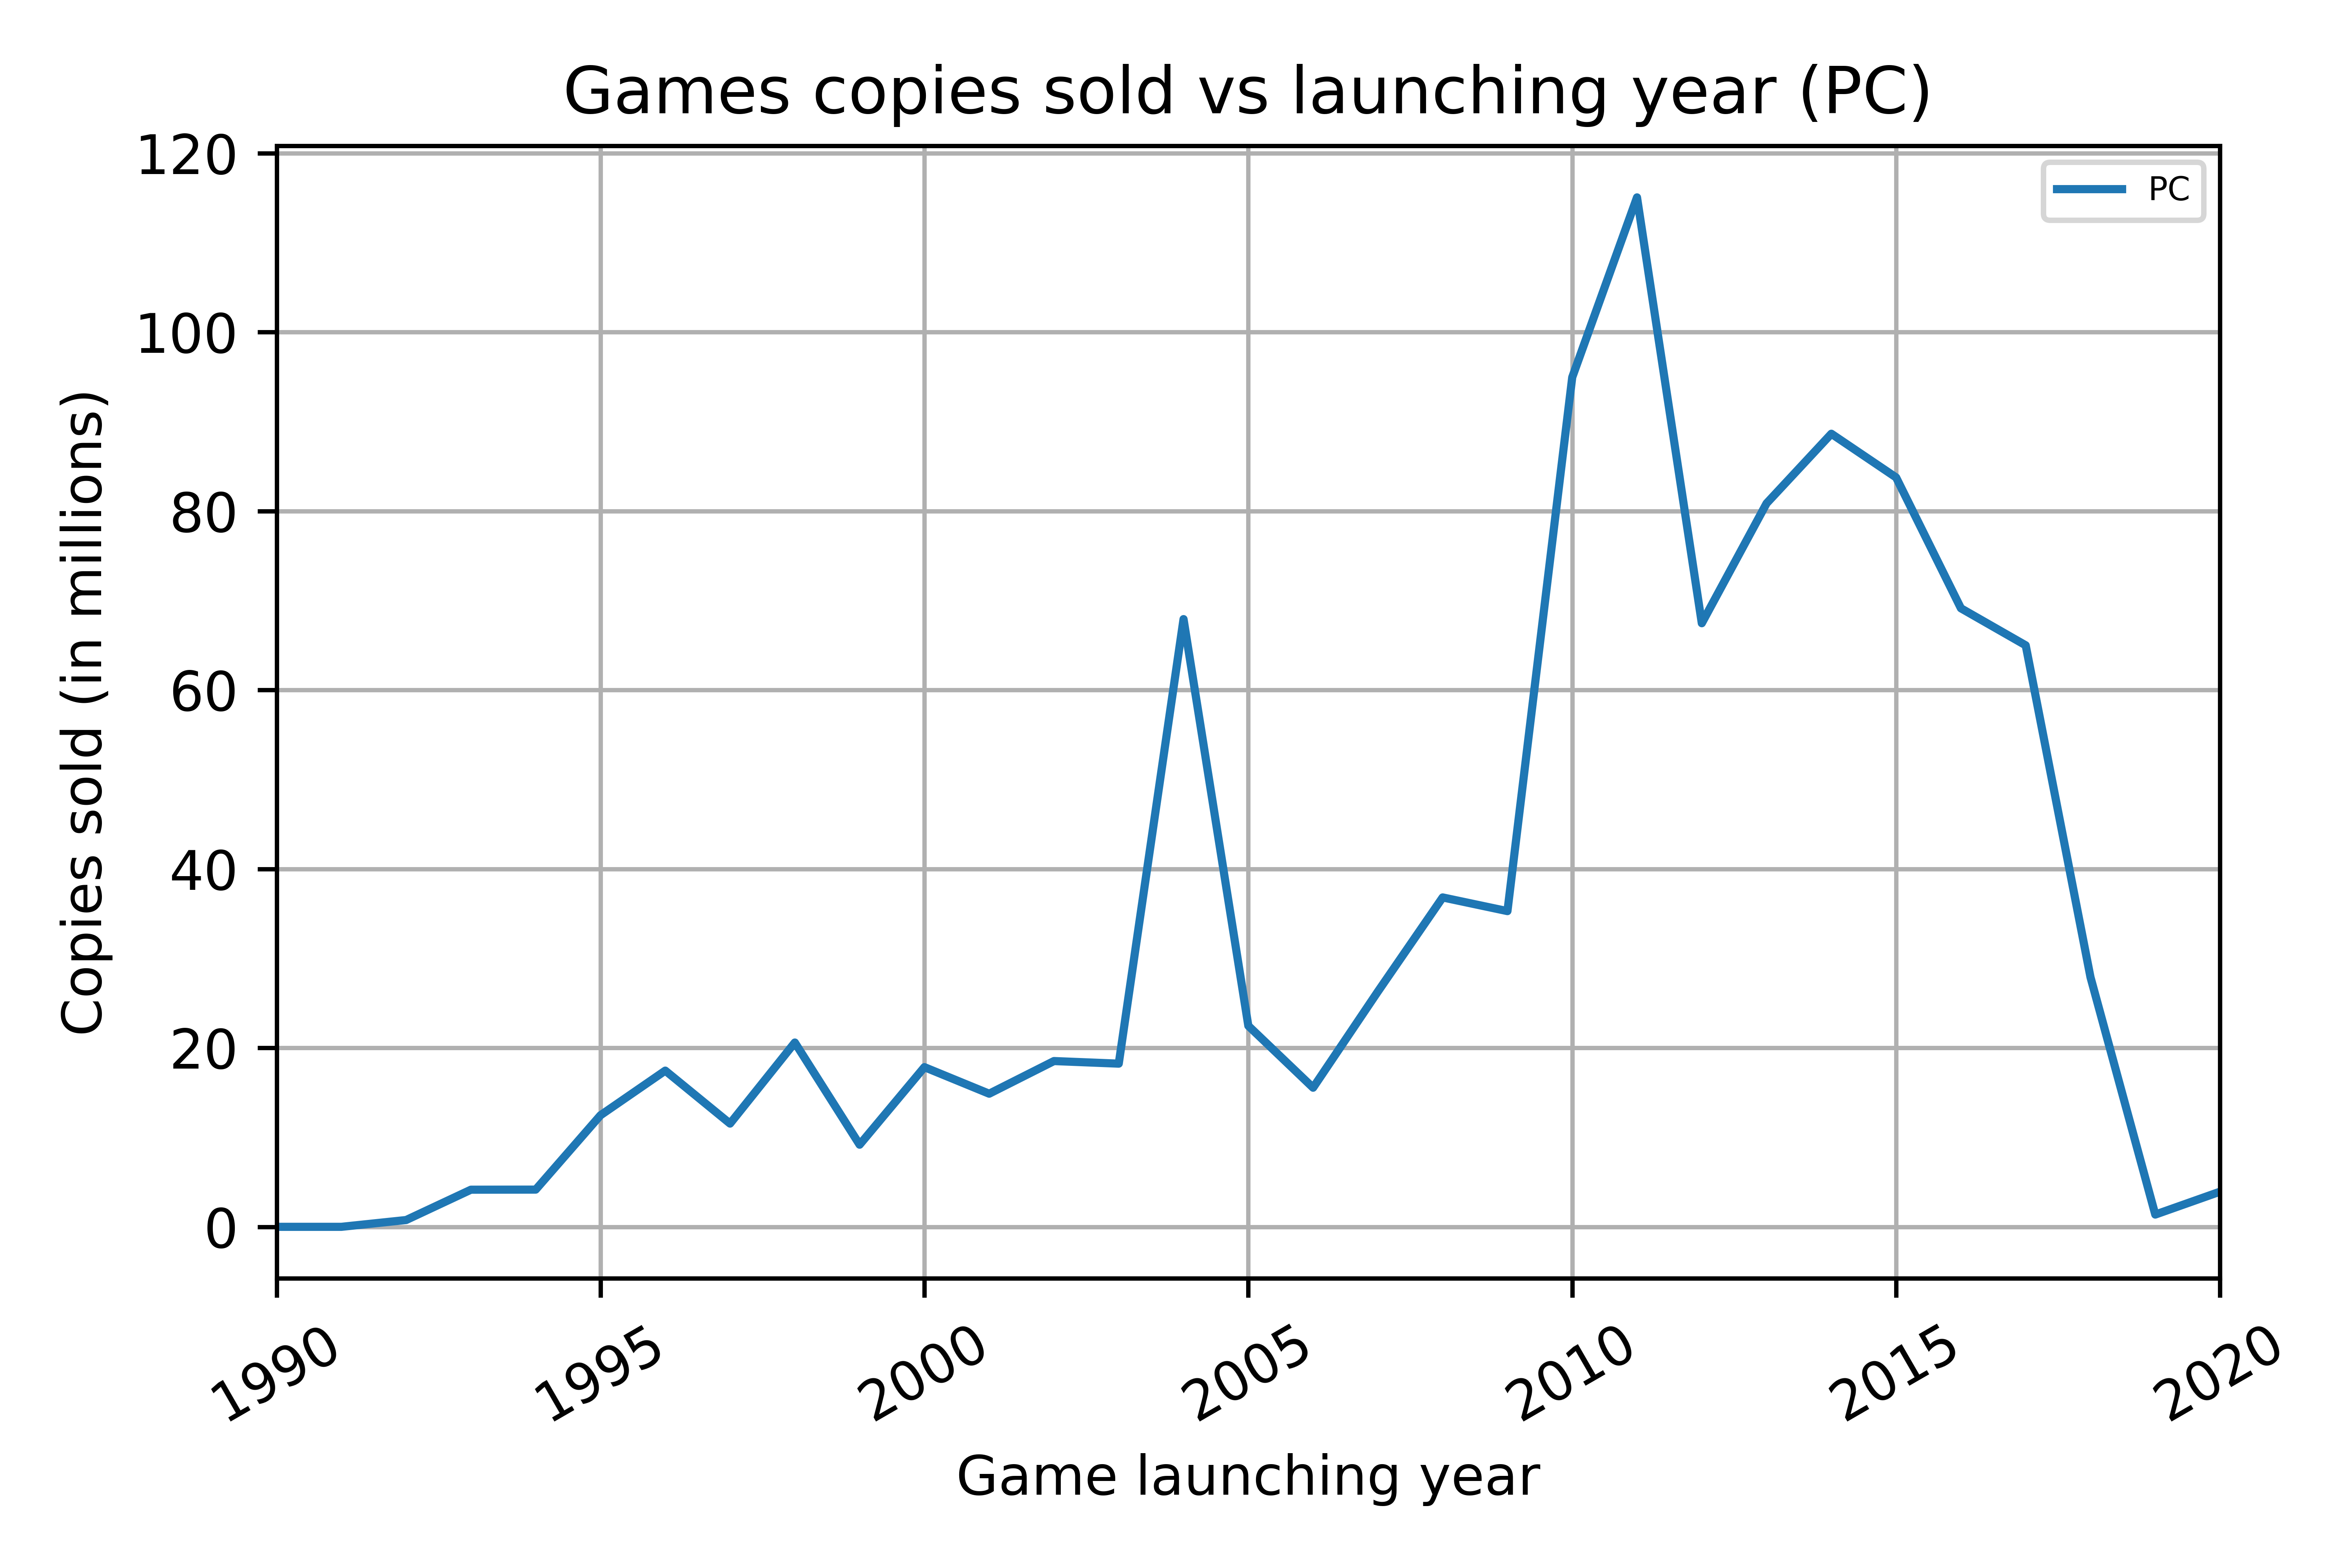 Games copies sold vs launching year (PC)
PC
Copies sold (in millions)
120
100
80
60
40
20
0
1990 1995 2000 2005 2010 2015 2020
Game launching year